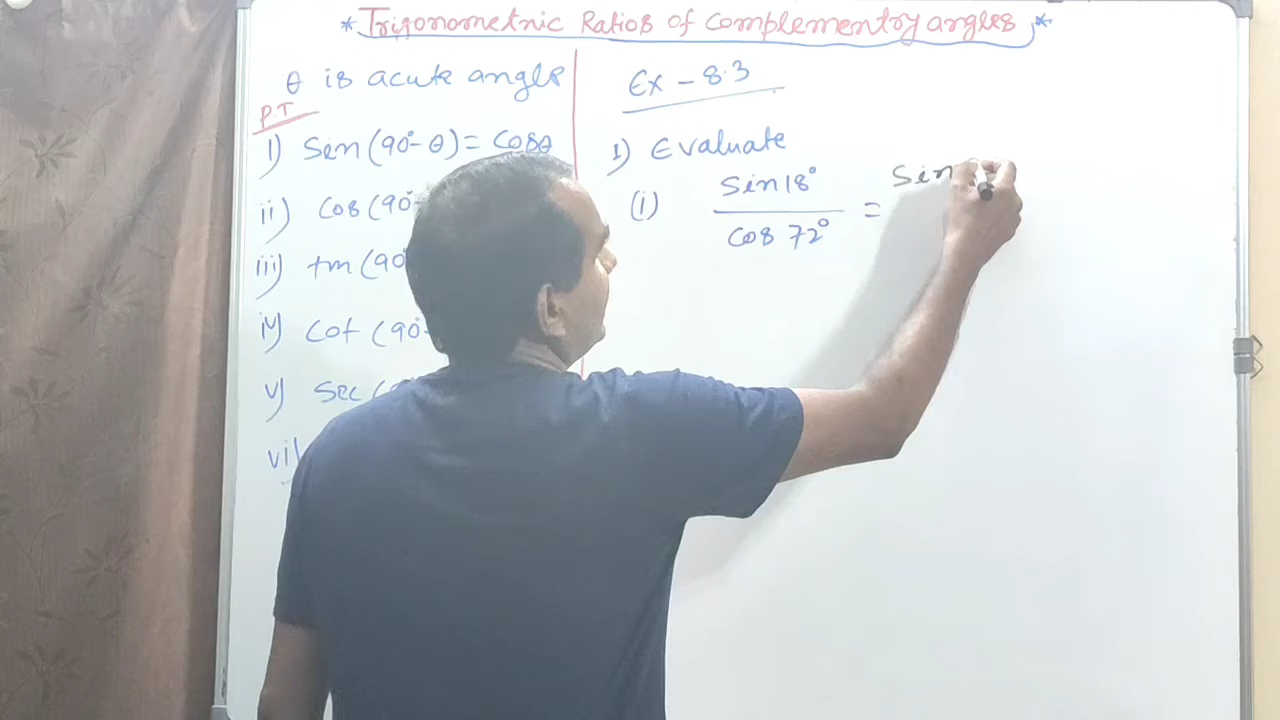 * Trigonometric Ratios of complementry angles *
θ is acute angle
P.T
i) Sin (90°- θ) = Cosθ
ii) Cos (90°
iii) tan (90
iv) Cot (90°
v) Sec (
vi)
Ex - 8.3
1) Evaluate
(i) Sin 18° / Cos 72° = Sin